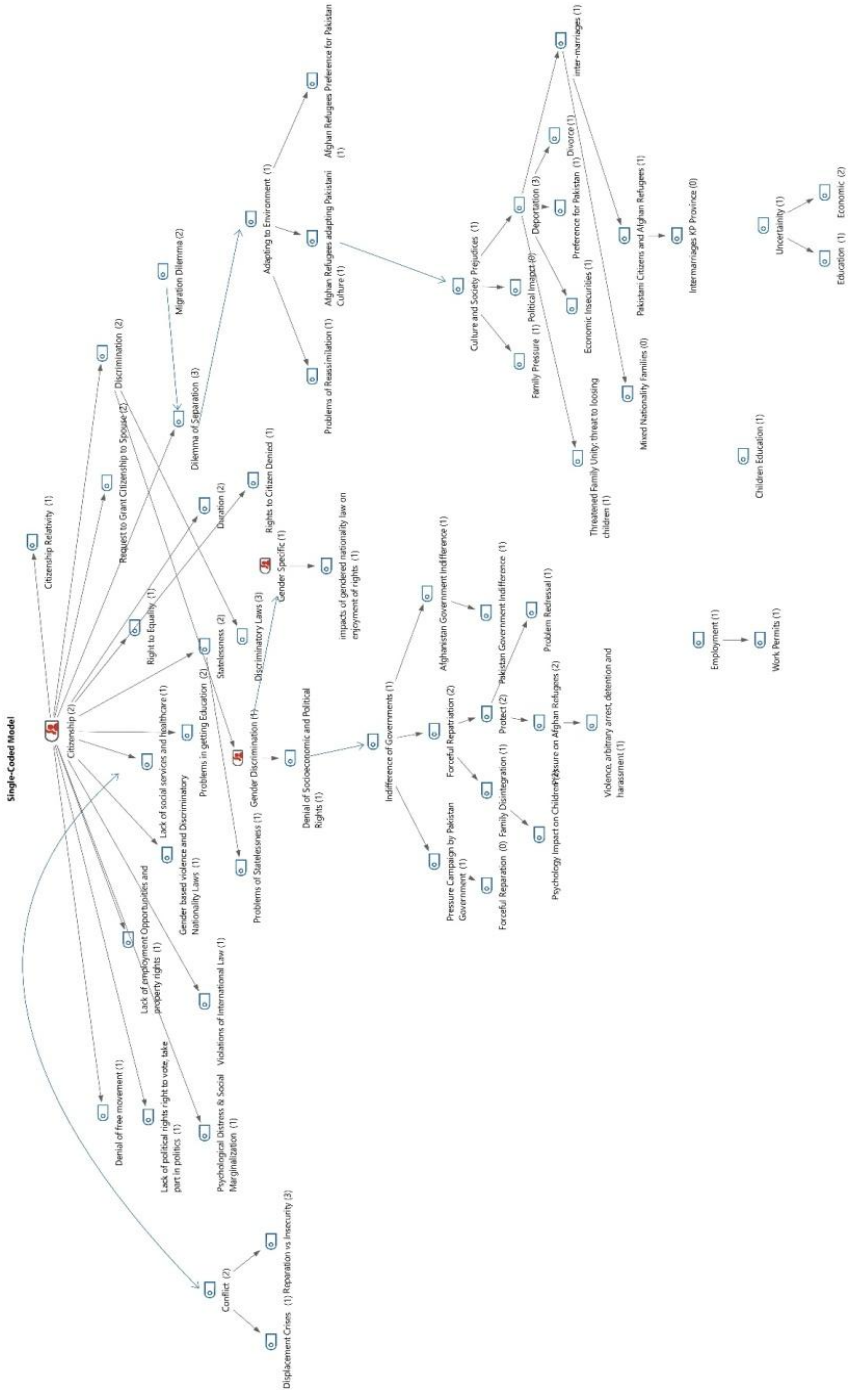 Single-Coded Model
Citizenship Relativity (1)
Citizenship (2)
Discrimination (2)
Request to Grant Citizenship to Spouse (2)
Migration Dilemma (2)
Dilemma of Separation (3)
Right to Equality (1)
Duration (2)
Rights to Citizen Denied (1)
Statelessness (2)
Discriminatory Laws (3)
Lack of social services and healthcare (1)
Problems in getting Education (2)
Gender based violence and Discriminatory
Nationality Laws (1)
Lack of employment Opportunities and
property rights (1)
Denial of free movement (1)
Lack of political rights right to vote, take
part in politics (1)
Psychological Distress & Social
Marginalization (1)
Violations of International Law (1)
Problems of Statelessness (1)
Gender Discrimination (1)
Gender Specific (1)
impacts of gendered nationality law on
enjoyment of rights (1)
Denial of Socioeconomic and Political
Rights (1)
Conflict (2)
Displacement Crises (1)
Reparation vs Insecurity (3)
Adapting to Environment (1)
Problems of Reassimilation (1)
Afghan Refugees adapting Pakistani
Culture (1)
Afghan Refugees Preference for Pakistan
(1)
Indifference of Governments (1)
Pressure Campaign by Pakistan
Government (1)
Forceful Repatriation (2)
Afghanistan Government Indifference (1)
Forceful Reparation (0)
Family Disintegration (1)
Protect (2)
Pakistan Government Indifference (1)
Psychology Impact on Children (2)
Pressure on Afghan Refugees (2)
Problem Redressal (1)
Violence, arbitrary arrest, detention and
harassment (1)
Culture and Society Prejudices (1)
Family Pressure (1)
Political Imapct (0)
Deportation (3)
inter-marriages (1)
Threatened Family Unity: threat to loosing
children (1)
Economic Insecurities (1)
Preference for Pakistan (1)
Divorce (1)
Mixed Nationality Families (0)
Pakistani Citizens and Afghan Refugees (1)
Intermarriages KP Province (0)
Employment (1)
Work Permits (1)
Children Education (1)
Uncertainity (1)
Education (1)
Economic (2)